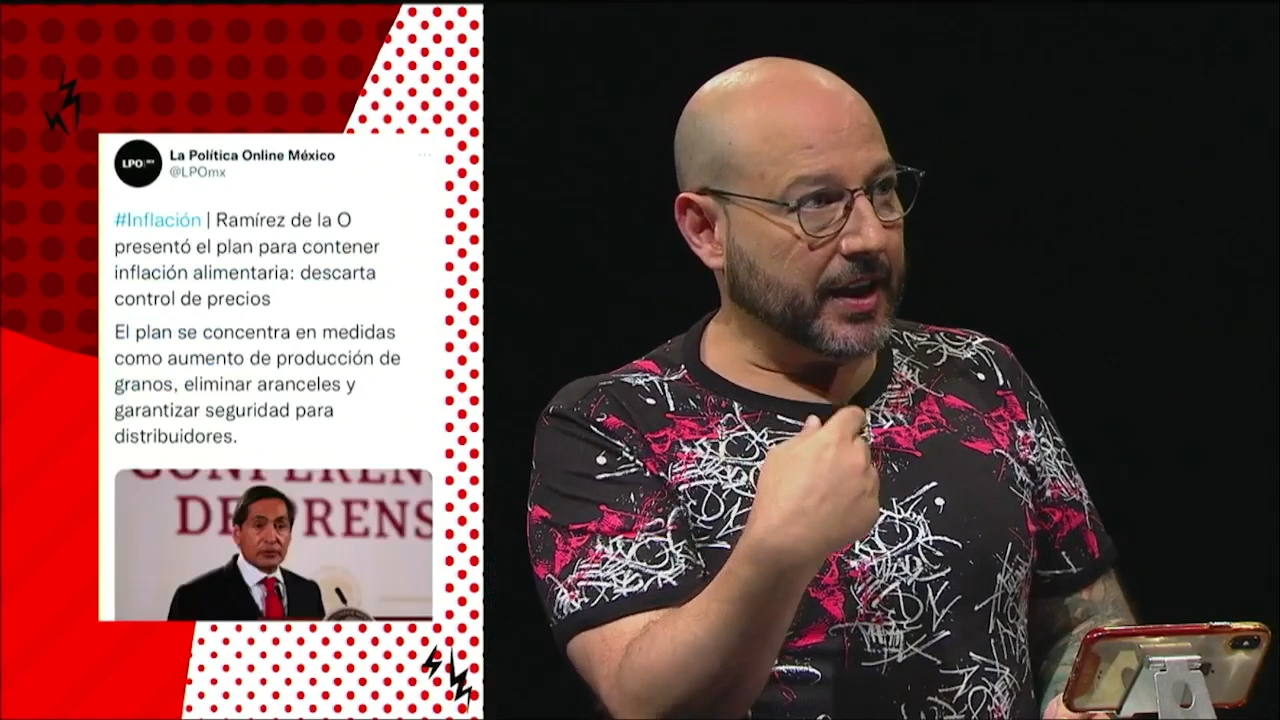 LPO MX
La Política Online México
@LPOmx
#Inflación | Ramírez de la O
presentó el plan para contener
inflación alimentaria: descarta
control de precios
El plan se concentra en medidas
como aumento de producción de
granos, eliminar aranceles y
garantizar seguridad para
distribuidores.